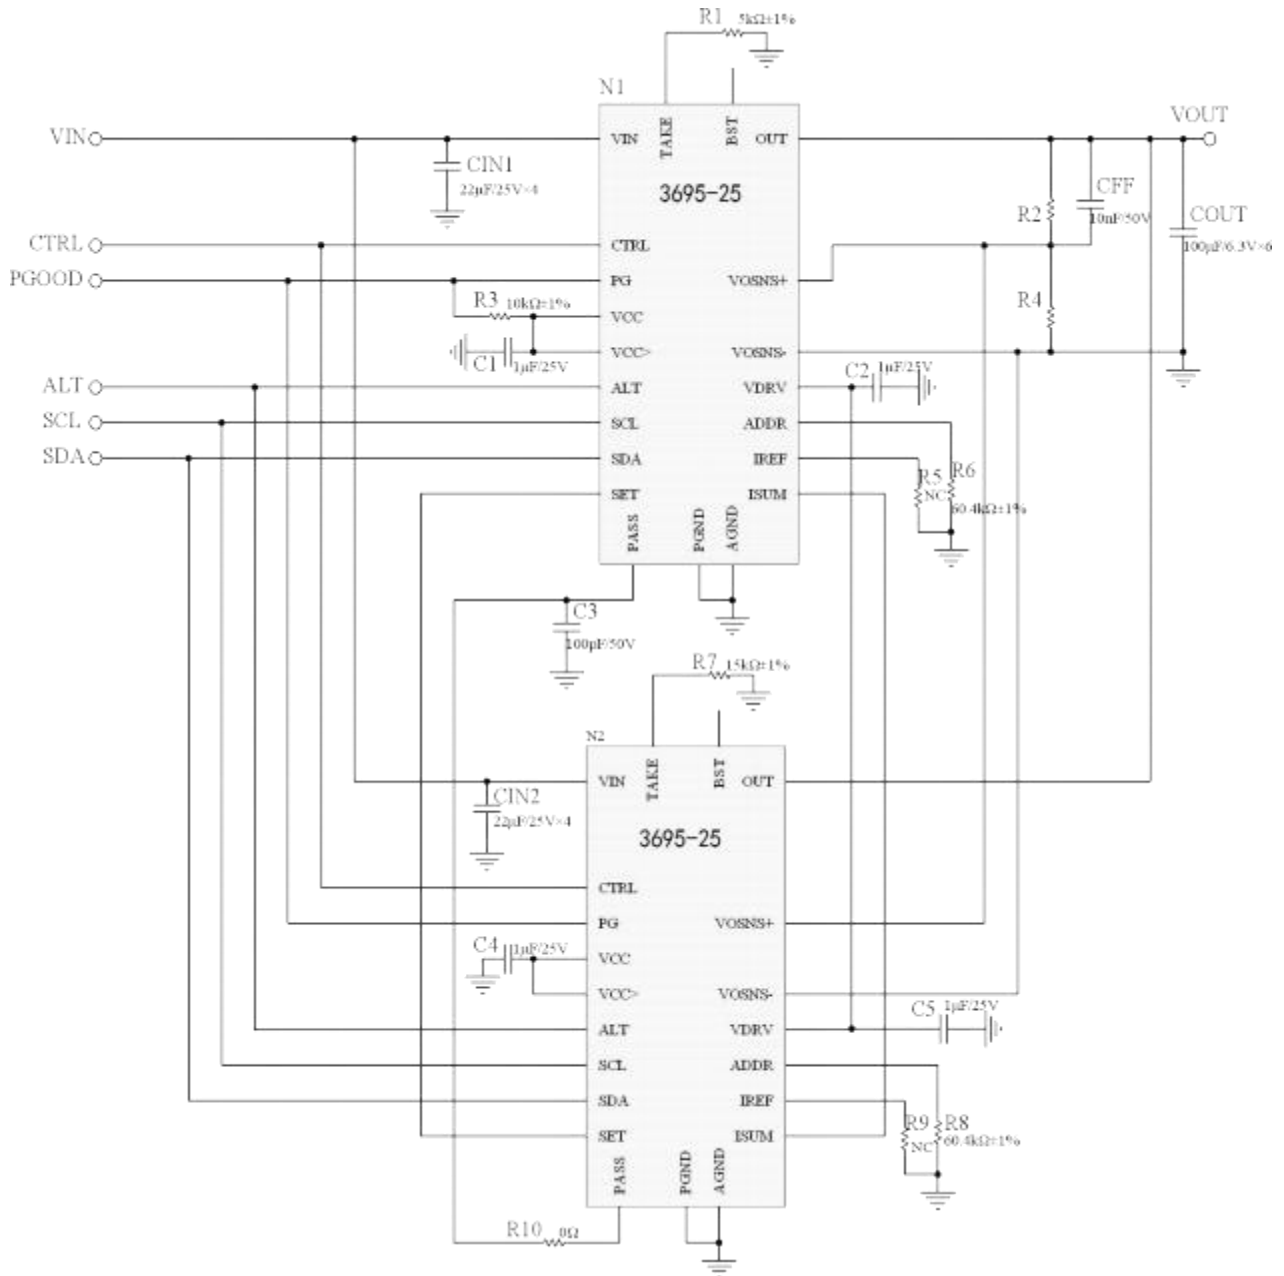 R1 5kΩ±1%
N1
VIN
VOUT
VIN TAKE BST OUT
CIN1
22μF/25V×4
3695-25
CFF
10nF/50V
R2
COUT
100μF/6.3V×6
CTRL
CTRL
PGOOD
PG VOSNS+
R3 10kΩ±1%
R4
VCC
VCC> VOSNS-
C1 1μF/25V
C2 1μF/25V
ALT
ALT VDRV
SCL
SCL ADDR
SDA
SDA IREF
R5 NC
R6
60.4kΩ±1%
SET ISUM
PASS PGND AGND
C3
100pF/50V
R7 15kΩ±1%
N2
VIN TAKE BST OUT
CIN2
22μF/25V×4
3695-25
CTRL
PG VOSNS+
C4 1μF/25V
VCC
VCC> VOSNS-
C5 1μF/25V
ALT VDRV
SCL ADDR
SDA IREF
R9 NC
R8
60.4kΩ±1%
SET ISUM
PASS PGND AGND
R10 0Ω